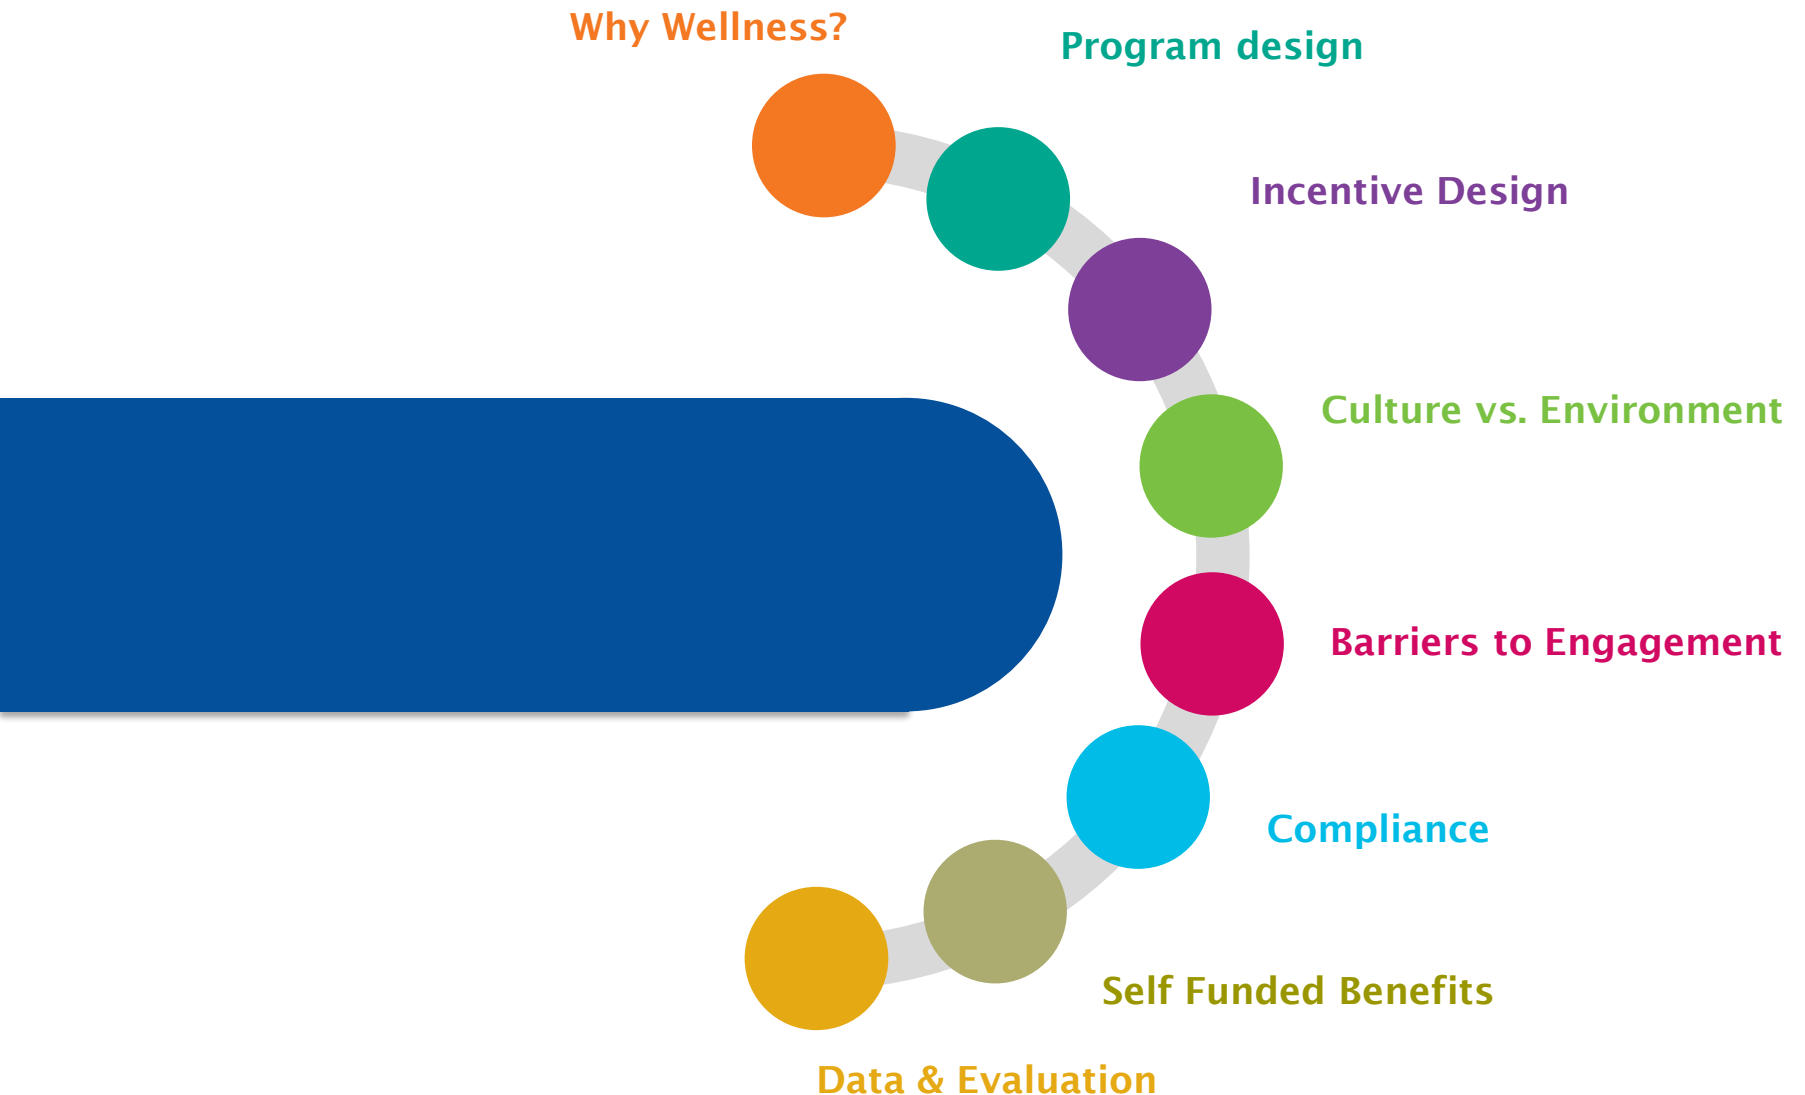 Why Wellness?
Program design
Incentive Design
Culture vs. Environment
Barriers to Engagement
Compliance
Self Funded Benefits
Data & Evaluation